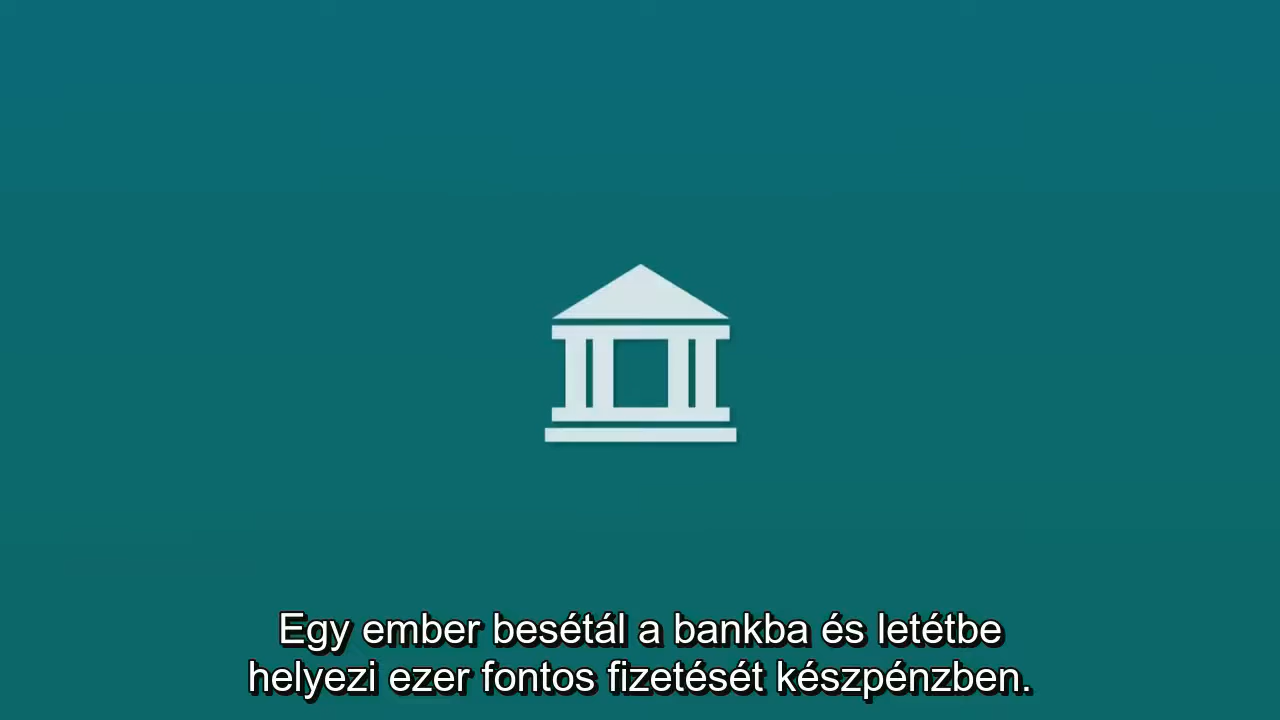 Egy ember besétál a bankba és letétbe
helyezi ezer fontos fizetését készpénzben.